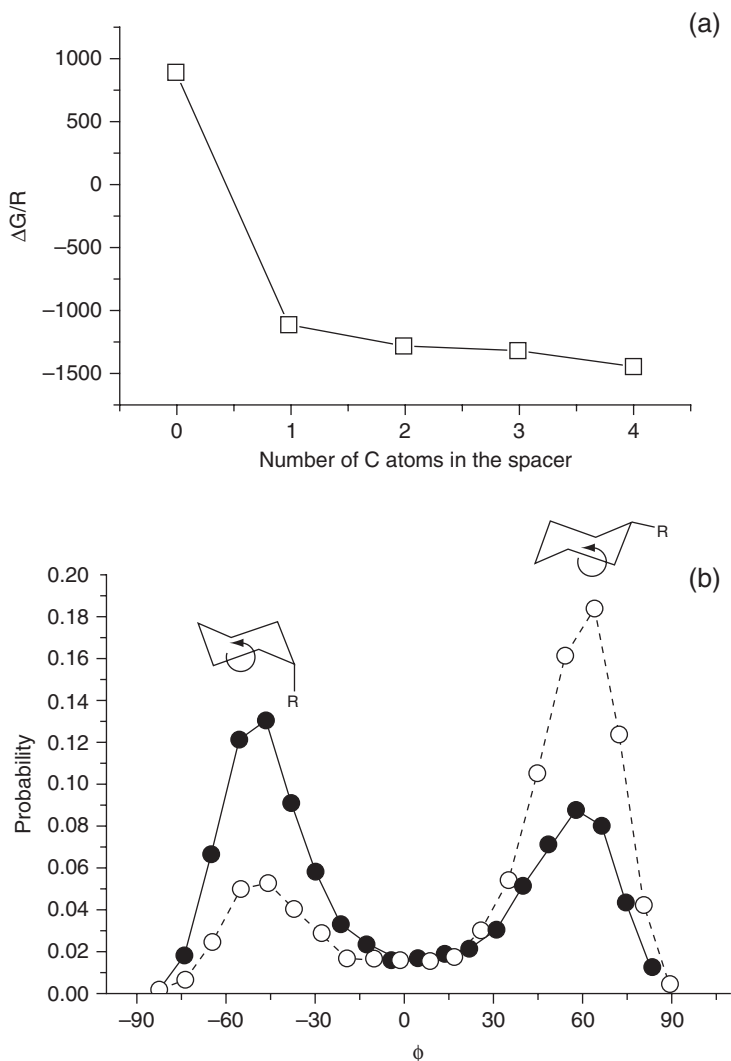 (a)
1000
500
0
−500
−1000
−1500
ΔG/R
0 1 2 3 4
Number of C atoms in the spacer
(b)
R
R
0.20
0.18
0.16
0.14
0.12
0.10
0.08
0.06
0.04
0.02
0.00
Probability
−90 −60 −30 0 30 60 90
ϕ